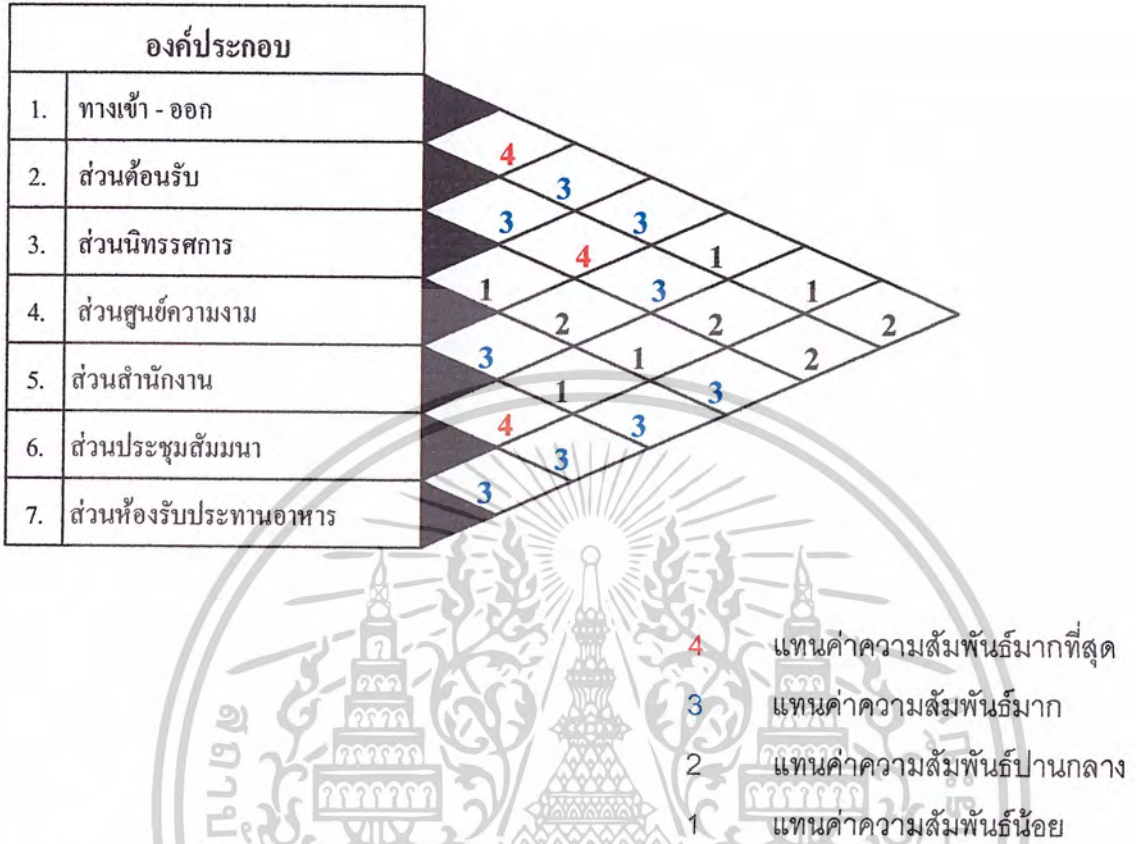 องค์ประกอบ
1. ทางเข้า - ออก
2. ส่วนต้อนรับ
3. ส่วนนิทรรศการ
4. ส่วนศูนย์ความงาม
5. ส่วนสำนักงาน
6. ส่วนประชุมสัมมนา
7. ส่วนห้องรับประทานอาหาร
4
3
3 3
4 1
1 3 1
2 2 2
3 1 2
1 3
4 3
3
3
4 แทนค่าความสัมพันธ์มากที่สุด
3 แทนค่าความสัมพันธ์มาก
2 แทนค่าความสัมพันธ์ปานกลาง
1 แทนค่าความสัมพันธ์น้อย